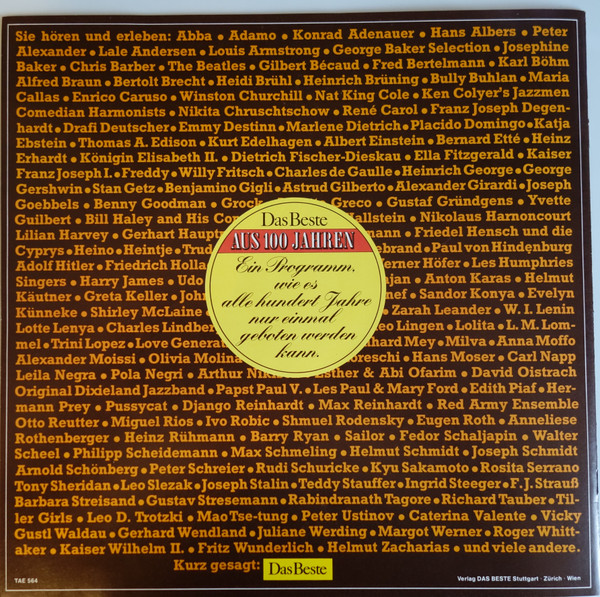 Sie hören und erleben: Abba • Adamo • Konrad Adenauer • Hans Albers • Peter
Alexander • Lale Andersen • Louis Armstrong • George Baker Selection • Josephine
Baker • Chris Barber • The Beatles • Gilbert Bécaud • Fred Bertelmann • Karl Böhm
Alfred Braun • Bertolt Brecht • Heidi Brühl • Heinrich Brüning • Bully Buhlan • Maria
Callas • Enrico Caruso • Winston Churchill • Nat King Cole • Ken Colyer's Jazzmen
Comedian Harmonists • Nikita Chruschtschow • René Carol • Franz Joseph Degen-
hardt • Drafi Deutscher • Emmy Destinn • Marlene Dietrich • Placido Domingo • Katja
Ebstein • Thomas A. Edison • Kurt Edelhagen • Albert Einstein • Bernard Etté • Heinz
Erhardt • Königin Elisabeth II. • Dietrich Fischer-Dieskau • Ella Fitzgerald • Kaiser
Franz Joseph I. • Freddy • Willy Fritsch • Charles de Gaulle • Heinrich George • George
Gershwin • Stan Getz • Benjamino Gigli • Astrud Gilberto • Alexander Girardi • Joseph
Goebbels • Benny Goodman • Grock Greco • Gustaf Gründgens • Yvette
Guilbert • Bill Haley and His Co Hallstein • Nikolaus Harnoncourt
Lilian Harvey • Gerhart Haupt mann • Friedel Hensch und die
Cyprys • Heino • Heintje • Trud ebrand • Paul von Hindenburg
Adolf Hitler • Friedrich Holla erner Höfer • Les Humphries
Singers • Harry James • Udo ajan • Anton Karas • Helmut
Käutner • Greta Keller • John nef • Sandor Konya • Evelyn
Künneke • Shirley McLaine Zarah Leander • W. I. Lenin
Lotte Lenya • Charles Lindber eo Lingen • Lolita • L. M. Lom-
mel • Trini Lopez • Love Genera hard Mey • Milva • Anna Moffo
Alexander Moissi • Olivia Molina oreschi • Hans Moser • Carl Napp
Leila Negra • Pola Negri • Arthur Nik Esther & Abi Ofarim • David Oistrach
Original Dixieland Jazzband • Papst Paul V. • Les Paul & Mary Ford • Edith Piaf • Her-
mann Prey • Pussycat • Django Reinhardt • Max Reinhardt • Red Army Ensemble
Otto Reutter • Miguel Rios • Ivo Robic • Shmuel Rodensky • Eugen Roth • Anneliese
Rothenberger • Heinz Rühmann • Barry Ryan • Sailor • Fedor Schaljapin • Walter
Scheel • Philipp Scheidemann • Max Schmeling • Helmut Schmidt • Joseph Schmidt
Arnold Schönberg • Peter Schreier • Rudi Schuricke • Kyu Sakamoto • Rosita Serrano
Tony Sheridan • Leo Slezak • Joseph Stalin • Teddy Stauffer • Ingrid Steeger • F. J. Strauß
Barbara Streisand • Gustav Stresemann • Rabindranath Tagore • Richard Tauber • Til-
ler Girls • Leo D. Trotzki • Mao Tse-tung • Peter Ustinov • Caterina Valente • Vicky
Gustl Waldau • Gerhard Wendland • Juliane Werding • Margot Werner • Roger Whitt-
aker • Kaiser Wilhelm II. • Fritz Wunderlich • Helmut Zacharias • und viele andere.
Kurz gesagt: Das Beste
Das Beste
AUS 100 JAHREN
Ein Programm,
wie es
alle hundert Jahre
nur einmal
geboten werden
kann.
TAE 564
Verlag DAS BESTE Stuttgart · Zürich · Wien